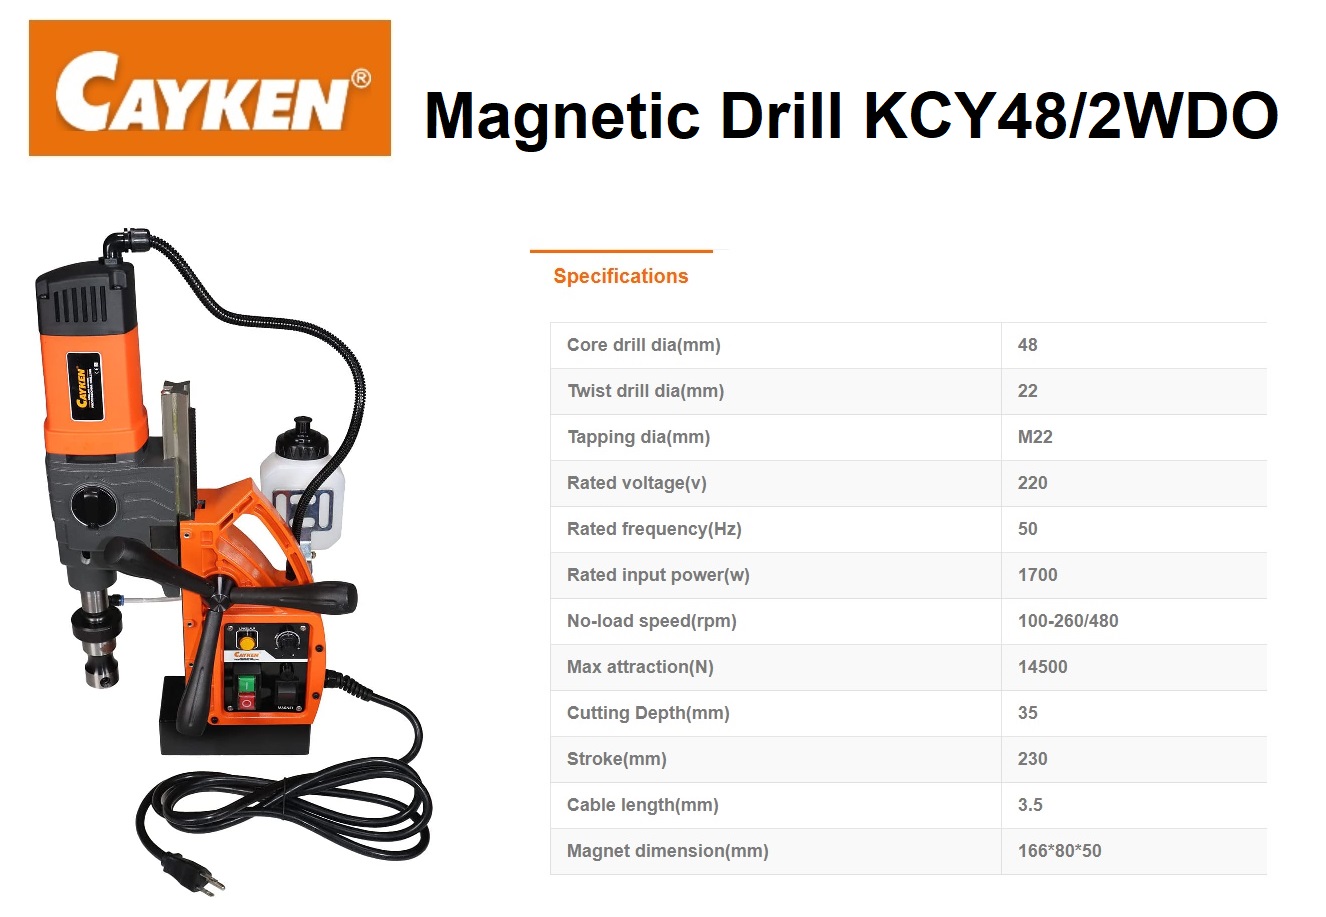 CAYKEN®
Magnetic Drill KCY48/2WDO
Specifications
Core drill dia(mm) 48
Twist drill dia(mm) 22
Tapping dia(mm) M22
Rated voltage(v) 220
Rated frequency(Hz) 50
Rated input power(w) 1700
No-load speed(rpm) 100-260/480
Max attraction(N) 14500
Cutting Depth(mm) 35
Stroke(mm) 230
Cable length(mm) 3.5
Magnet dimension(mm) 166*80*50
CAYKEN
CAYKEN